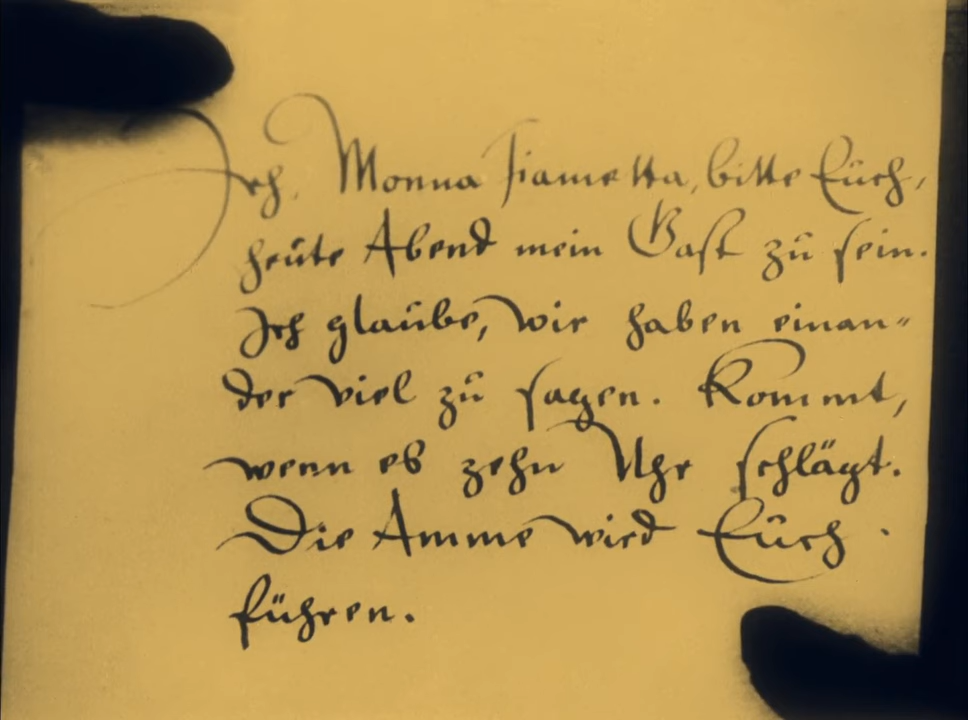 Ich, Monna Fiametta, bitte Euch,
heute Abend mein Gast zu sein.
Ich glaube, wir haben einan=
der viel zu sagen. Kommt,
wenn es zehn Uhr schlägt.
Die Amme wird Euch
führen.